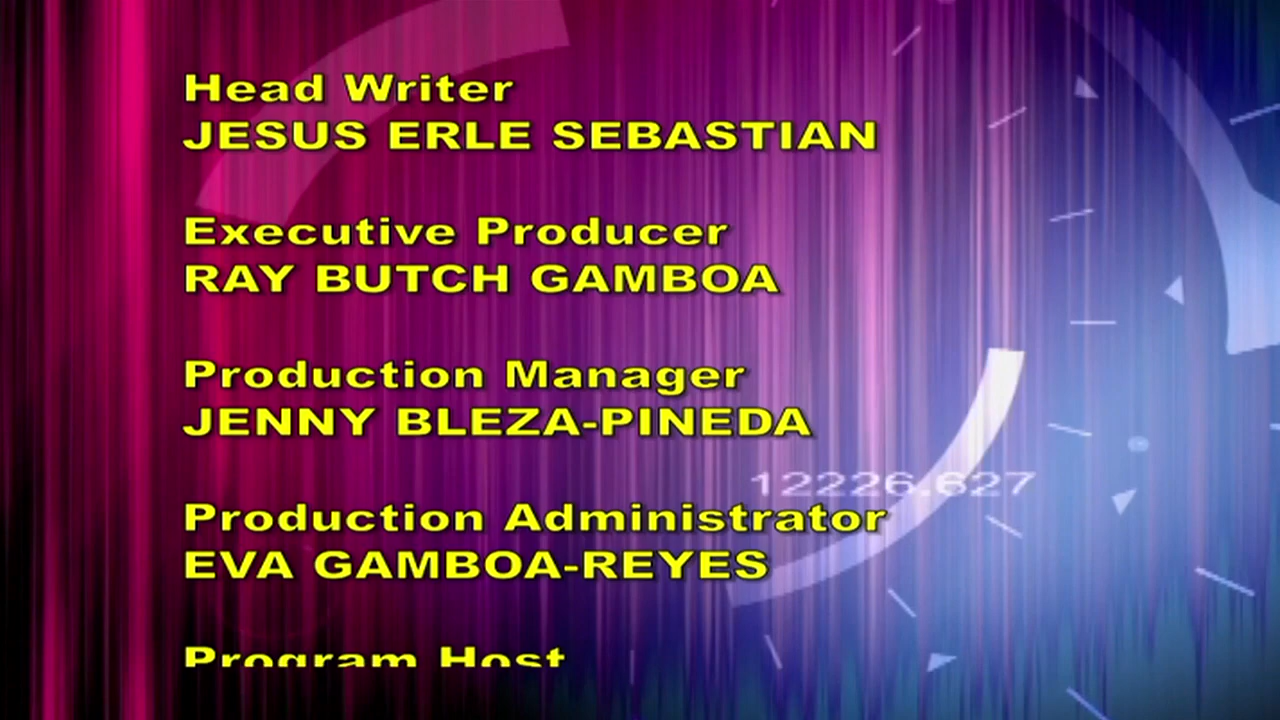 Head Writer
JESUS ERLE SEBASTIAN
Executive Producer
RAY BUTCH GAMBOA
Production Manager
JENNY BLEZA-PINEDA
12226.627
Production Administrator
EVA GAMBOA-REYES
Program Host